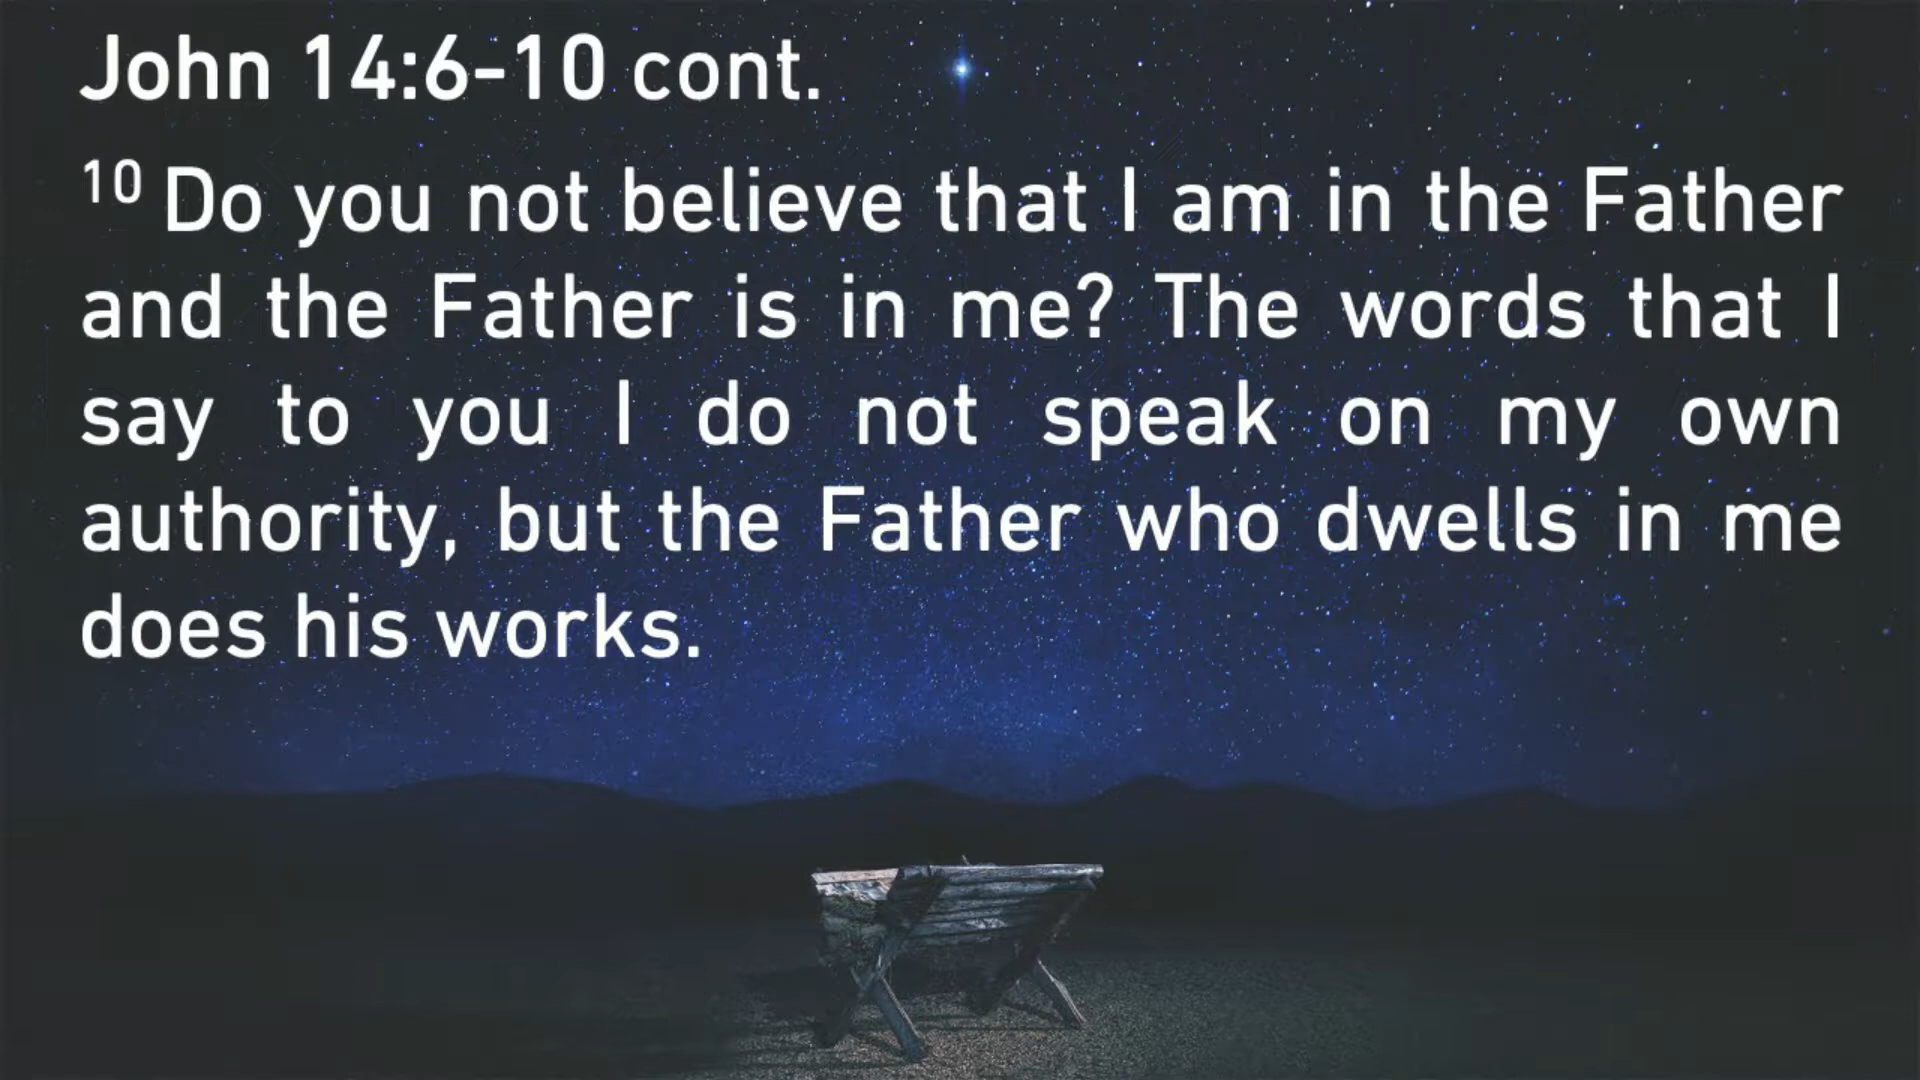 John 14:6-10 cont.
10 Do you not believe that I am in the Father
and the Father is in me? The words that I
say to you I do not speak on my own
authority, but the Father who dwells in me
does his works.